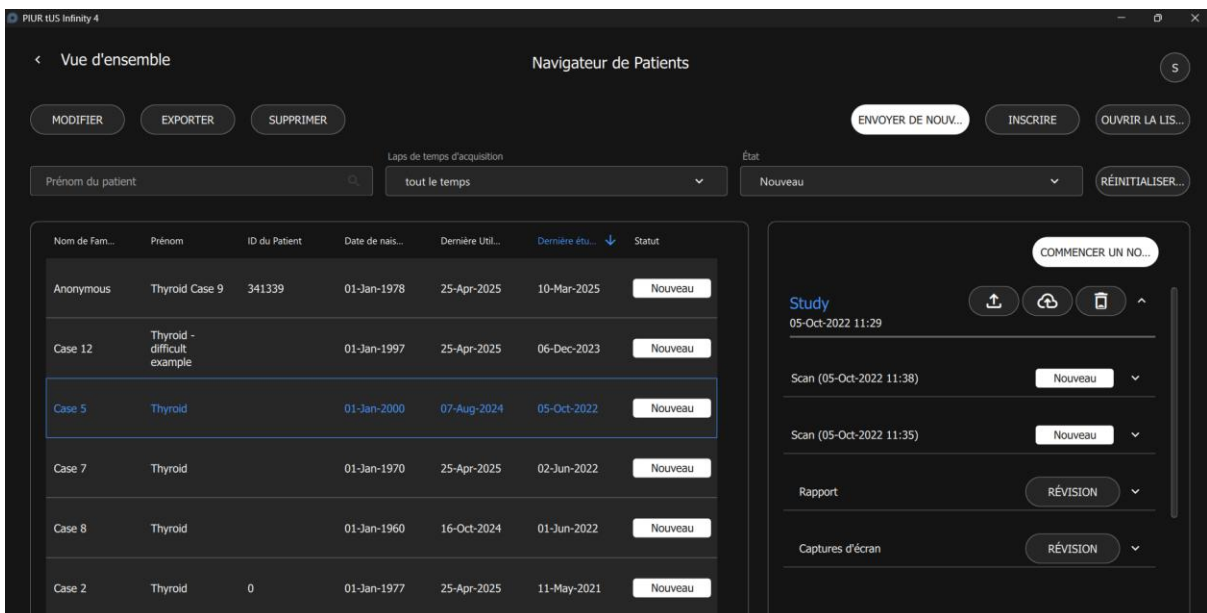 PIUR tUS Infinity 4
Vue d'ensemble
Navigateur de Patients
S
MODIFIER EXPORTER SUPPRIMER ENVOYER DE NOUV... INSCRIRE OUVRIR LA LIS...
Laps de temps d'acquisition État
Prénom du patient tout le temps Nouveau RÉINITIALISER...
Nom de Fam... Prénom ID du Patient Date de nais... Dernière Util... Dernière étu... Statut
Anonymous Thyroid Case 9 341339 01-Jan-1978 25-Apr-2025 10-Mar-2025 Nouveau
Case 12 Thyroid - difficult example 01-Jan-1997 25-Apr-2025 06-Dec-2023 Nouveau
Case 5 Thyroid 01-Jan-2000 07-Aug-2024 05-Oct-2022 Nouveau
Case 7 Thyroid 01-Jan-1970 25-Apr-2025 02-Jun-2022 Nouveau
Case 8 Thyroid 01-Jan-1960 16-Oct-2024 01-Jun-2022 Nouveau
Case 2 Thyroid 0 01-Jan-1977 25-Apr-2025 11-May-2021 Nouveau
COMMENCER UN NO...
Study
05-Oct-2022 11:29
Scan (05-Oct-2022 11:38) Nouveau
Scan (05-Oct-2022 11:35) Nouveau
Rapport RÉVISION
Captures d'écran RÉVISION